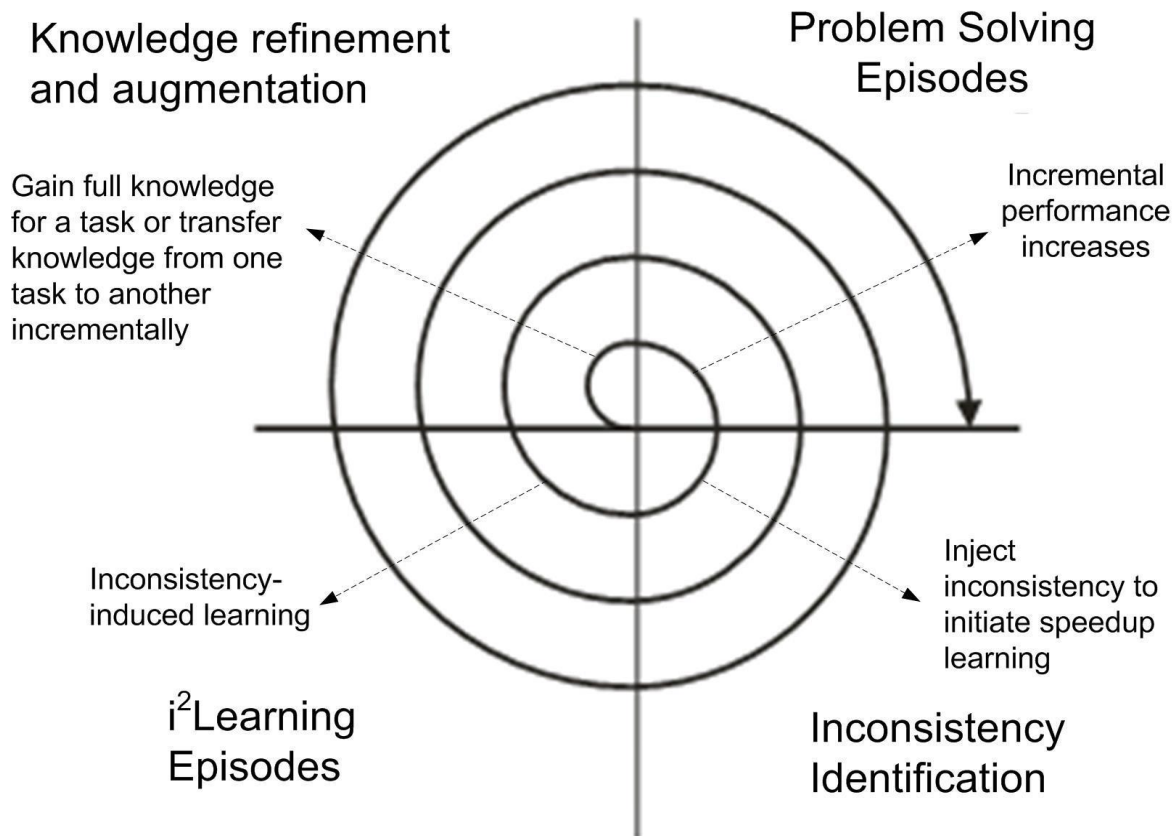 Knowledge refinement
and augmentation
Problem Solving
Episodes
Gain full knowledge
for a task or transfer
knowledge from one
task to another
incrementally
Incremental
performance
increases
Inconsistency-
induced learning
Inject
inconsistency to
initiate speedup
learning
i²Learning
Episodes
Inconsistency
Identification